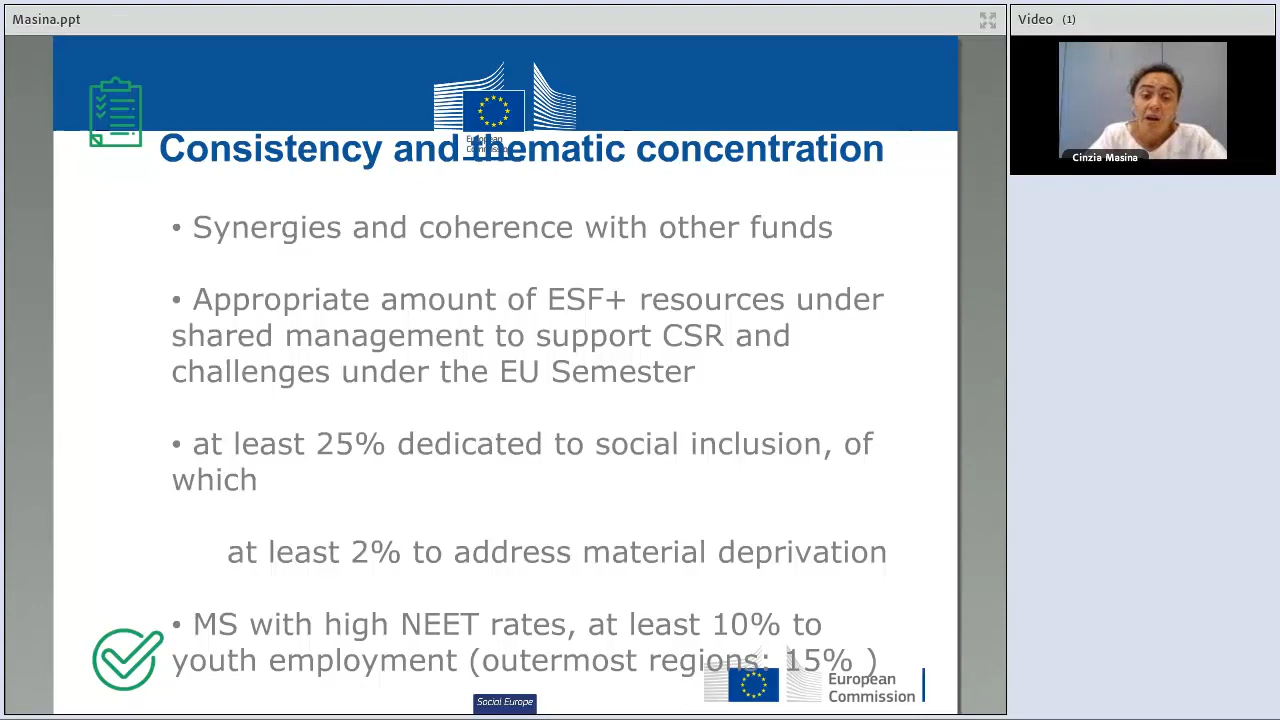 Masina.ppt
Video (1)
Cinzia Masina
European
Commission
Consistency and thematic concentration
• Synergies and coherence with other funds
• Appropriate amount of ESF+ resources under
shared management to support CSR and
challenges under the EU Semester
• at least 25% dedicated to social inclusion, of
which
at least 2% to address material deprivation
• MS with high NEET rates, at least 10% to
youth employment (outermost regions: 15% )
European
Commission
Social Europe